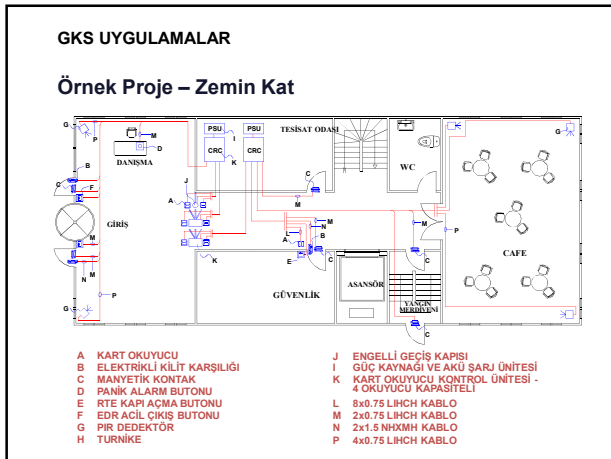 GKS UYGULAMALAR
Örnek Proje – Zemin Kat
G
P
M
D
DANIŞMA
B
C
F
GİRİŞ
M
N
M
P
G
PSU
PSU
I
CRC
CRC
K
TESİSAT ODASI
J
A
C
M
WC
G
L
M
N
B
A
E
C
K
GÜVENLİK
ASANSÖR
YANGIN
MERDİVENİ
C
C
P
CAFE
A KART OKUYUCU
B ELEKTRİKLİ KİLİT KARŞILIĞI
C MANYETİK KONTAK
D PANİK ALARM BUTONU
E RTE KAPI AÇMA BUTONU
F EDR ACİL ÇIKIŞ BUTONU
G PIR DEDEKTÖR
H TURNİKE
J ENGELLİ GEÇİŞ KAPISI
I GÜÇ KAYNAĞI VE AKÜ ŞARJ ÜNİTESİ
K KART OKUYUCU KONTROL ÜNİTESİ -
4 OKUYUCU KAPASİTELİ
L 8x0.75 LIHCH KABLO
M 2x0.75 LIHCH KABLO
N 2x1.5 NHXMH KABLO
P 4x0.75 LIHCH KABLO